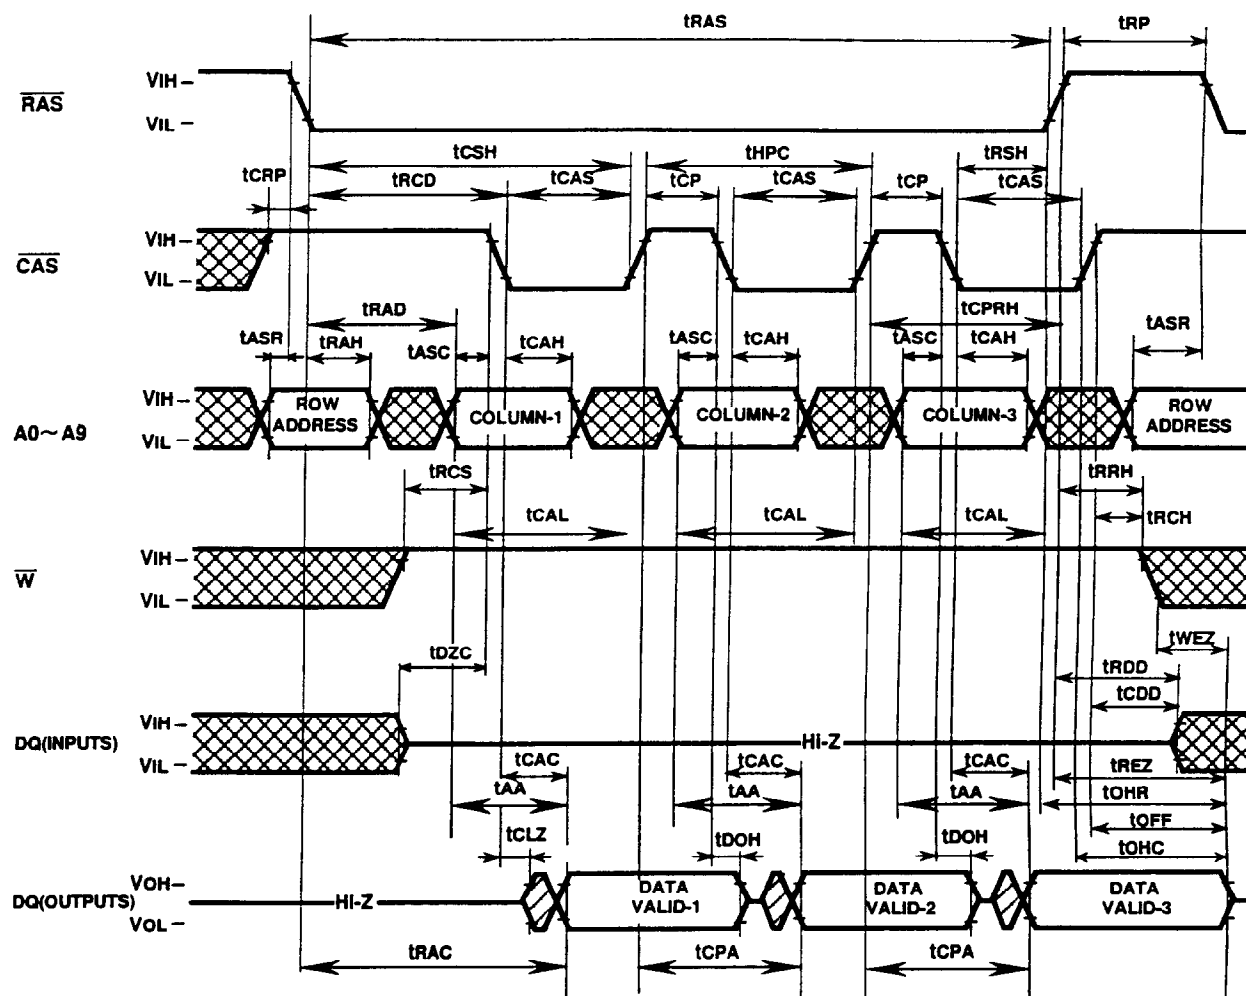 tRAS tRP
VIH
RAS
VIL
tCSH tHPC tRSH
tCRP tRCD tCAS tCP tCAS tCP tCAS
VIH
CAS
VIL
tRAD tCPRH
tASR tRAH tASC tCAH tASC tCAH tASC tCAH tASR
VIH
ROW ADDRESS COLUMN-1 COLUMN-2 COLUMN-3 ROW ADDRESS
A0~A9
VIL
tRCS tRRH
tCAL tCAL tCAL tRCH
VIH
W
VIL
tDZC tWEZ
tRDD
tCDD
VIH
DQ(INPUTS) Hi-Z
VIL
tCAC tCAC tCAC tREZ
tAA tAA tAA tOHR
tOFF
tCLZ tDOH tDOH tOHC
VOH
DQ(OUTPUTS) Hi-Z DATA VALID-1 DATA VALID-2 DATA VALID-3
VOL
tRAC tCPA tCPA